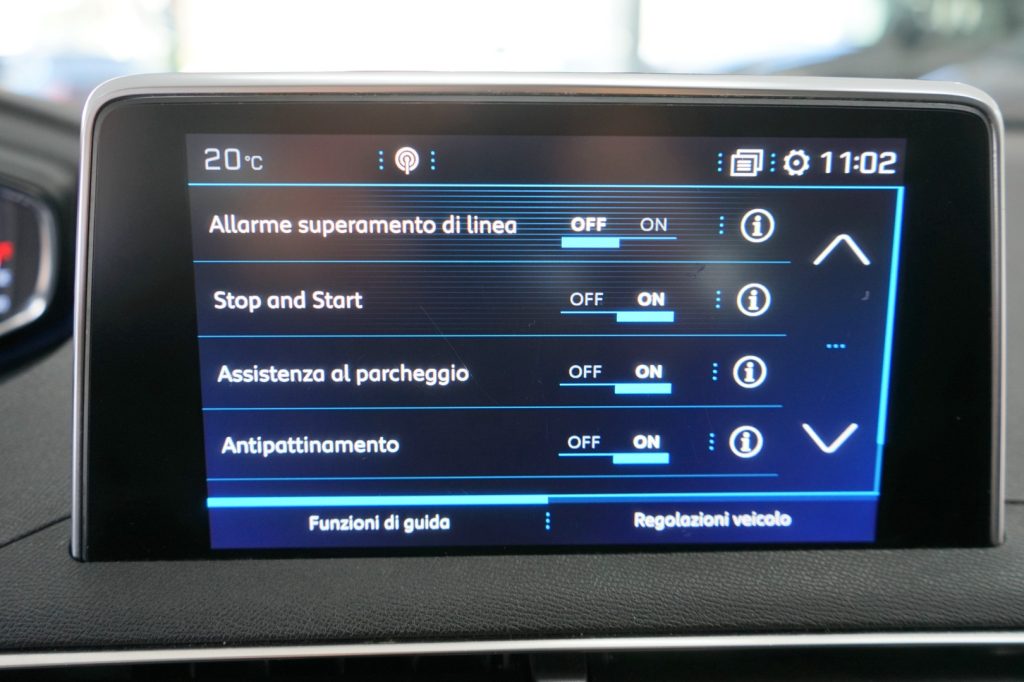 20°C 11:02
Allarme superamento di linea OFF ON
Stop and Start OFF ON
Assistenza al parcheggio OFF ON
Antipattinamento OFF ON
Funzioni di guida Regolazioni veicolo